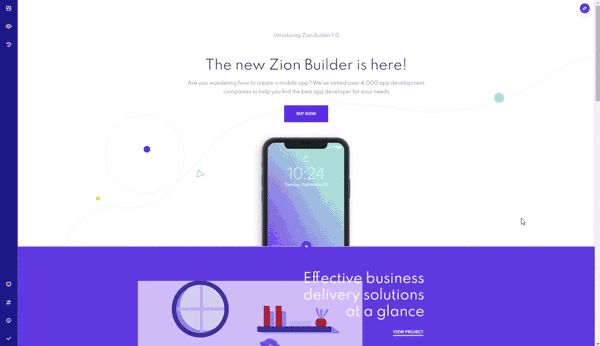 Introducing Zion Builder 1.0
The new Zion Builder is here!
Are you wondering how to create a mobile app? We've vetted over 4,000 app development
companies to help you find the best app developer for your needs
BUY NOW
10:24
Tuesday, September 10
Effective business
delivery solutions
at a glance
VIEW PROJECT